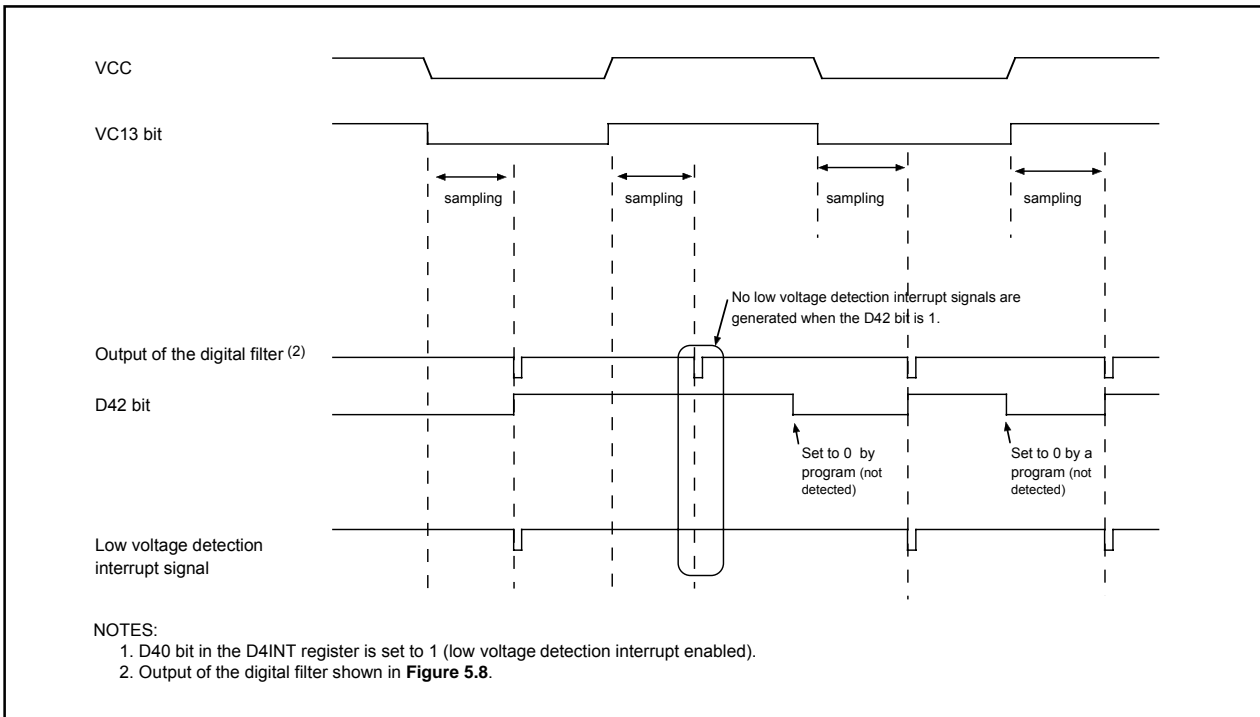 VCC
VC13 bit
sampling
sampling
sampling
sampling
No low voltage detection interrupt signals are
generated when the D42 bit is 1.
Output of the digital filter (2)
D42 bit
Set to 0 by
program (not
detected)
Set to 0 by a
program (not
detected)
Low voltage detection
interrupt signal
NOTES:
1. D40 bit in the D4INT register is set to 1 (low voltage detection interrupt enabled).
2. Output of the digital filter shown in Figure 5.8.